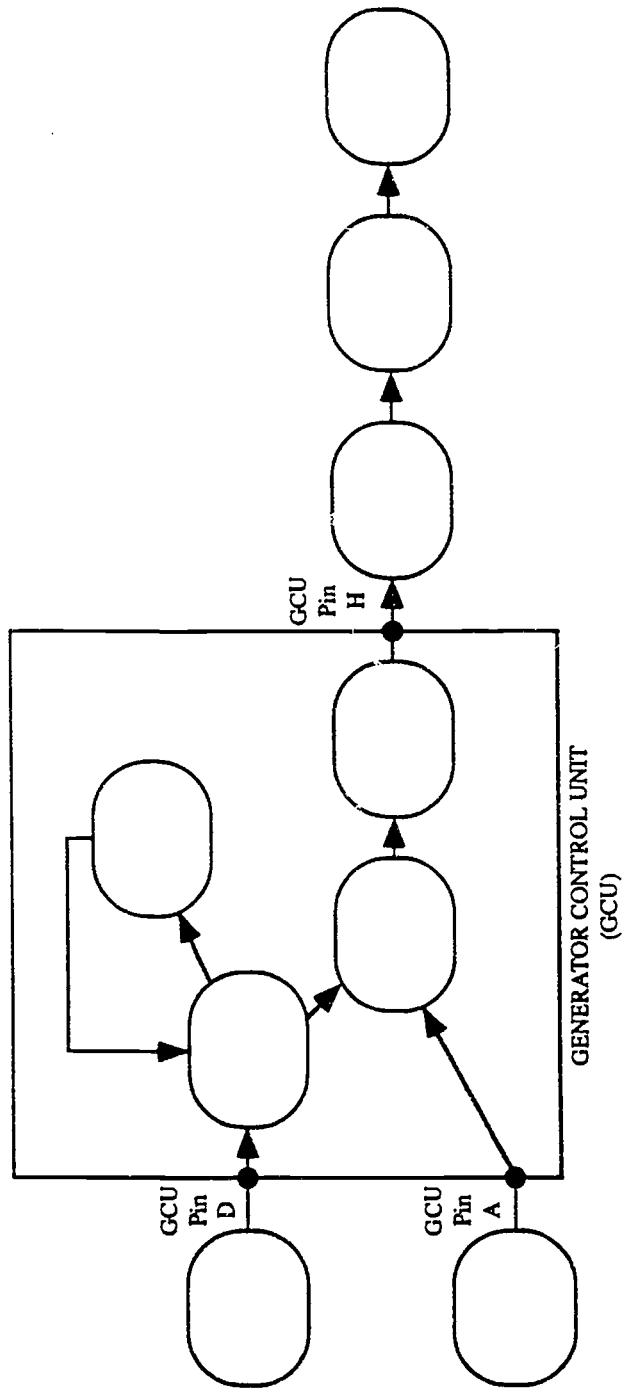 GCU
Pin
D
GCU
Pin
A
GCU
Pin
H
GENERATOR CONTROL UNIT
(GCU)